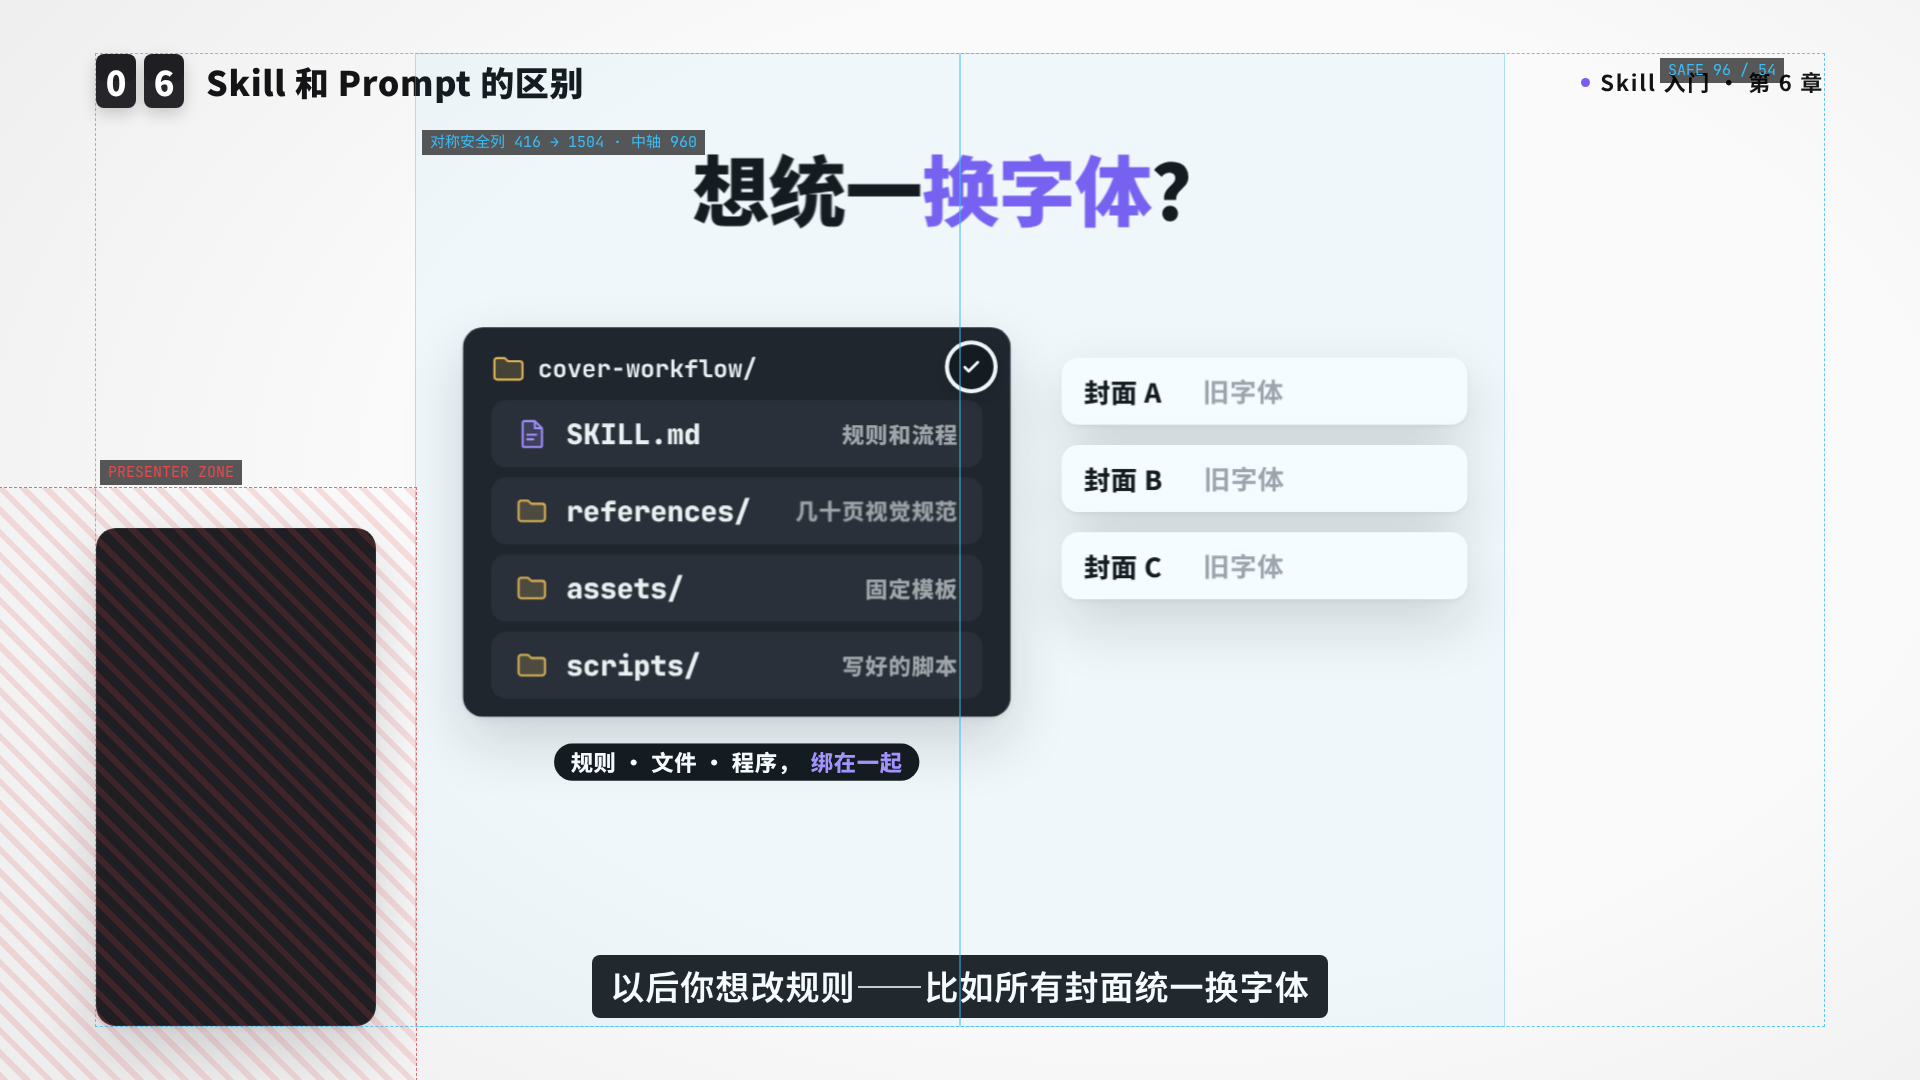 06 Skill 和 Prompt 的区别
SAFE 96 / 54
Skill 入门 · 第 6 章
对称安全列 416 → 1504 · 中轴 960
想统一换字体?
cover-workflow/
SKILL.md 规则和流程
references/ 几十页视觉规范
assets/ 固定模板
scripts/ 写好的脚本
封面 A 旧字体
封面 B 旧字体
封面 C 旧字体
PRESENTER ZONE
规则 · 文件 · 程序，绑在一起
以后你想改规则——比如所有封面统一换字体